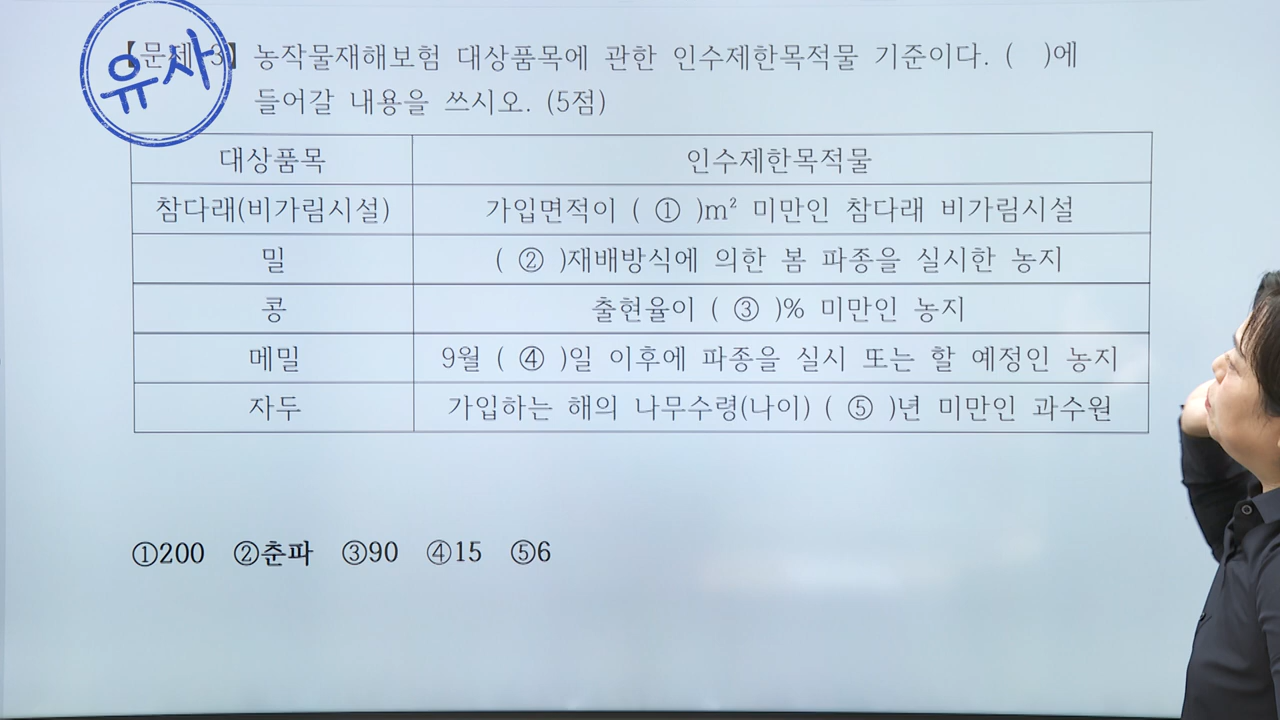 【문제 3】 농작물재해보험 대상품목에 관한 인수제한목적물 기준이다. ( )에
유사
들어갈 내용을 쓰시오. (5점)
대상품목 인수제한목적물
참다래(비가림시설) 가입면적이 ( ① )m² 미만인 참다래 비가림시설
밀 ( ② )재배방식에 의한 봄 파종을 실시한 농지
콩 출현율이 ( ③ )% 미만인 농지
메밀 9월 ( ④ )일 이후에 파종을 실시 또는 할 예정인 농지
자두 가입하는 해의 나무수령(나이) ( ⑤ )년 미만인 과수원
①200 ②춘파 ③90 ④15 ⑤6